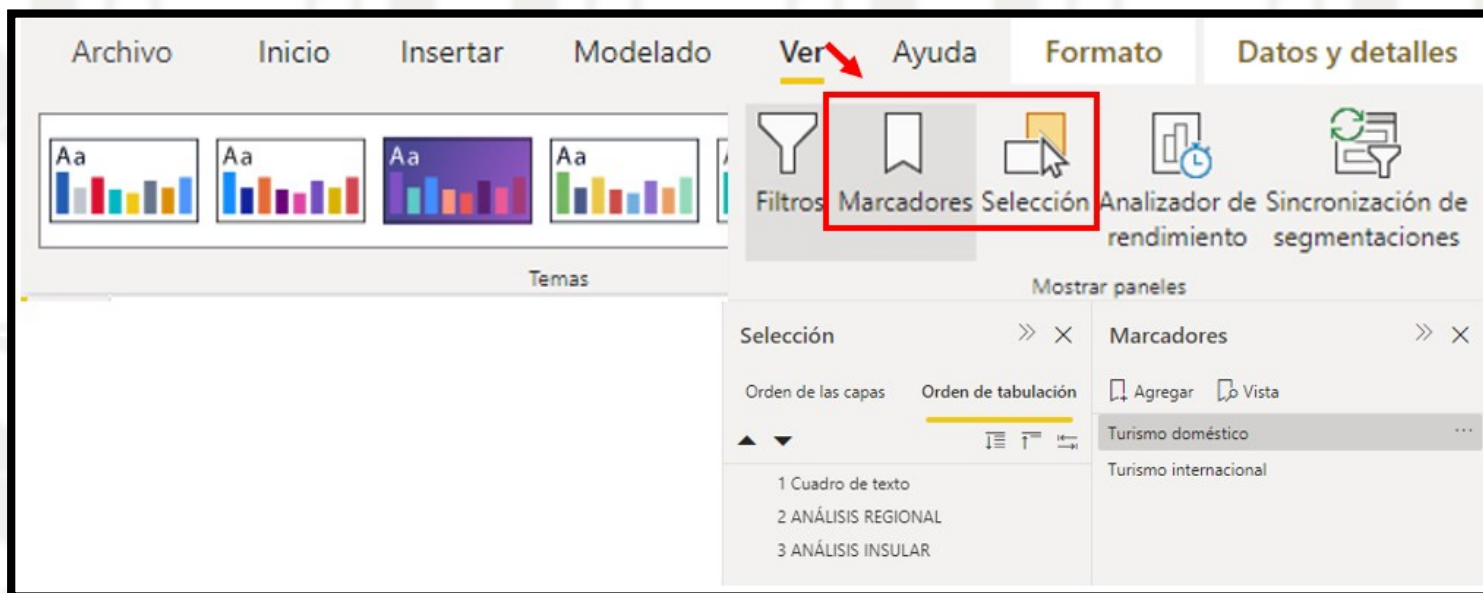 Archivo Inicio Insertar Modelado Ver Ayuda Formato Datos y detalles
Aa Aa Aa Aa
Filtros Marcadores Selección Analizador de rendimiento Sincronización de segmentaciones
Temas
Mostrar paneles
Selección
Orden de las capas Orden de tabulación
1 Cuadro de texto
2 ANÁLISIS REGIONAL
3 ANÁLISIS INSULAR
Marcadores
Agregar Vista
Turismo doméstico
Turismo internacional